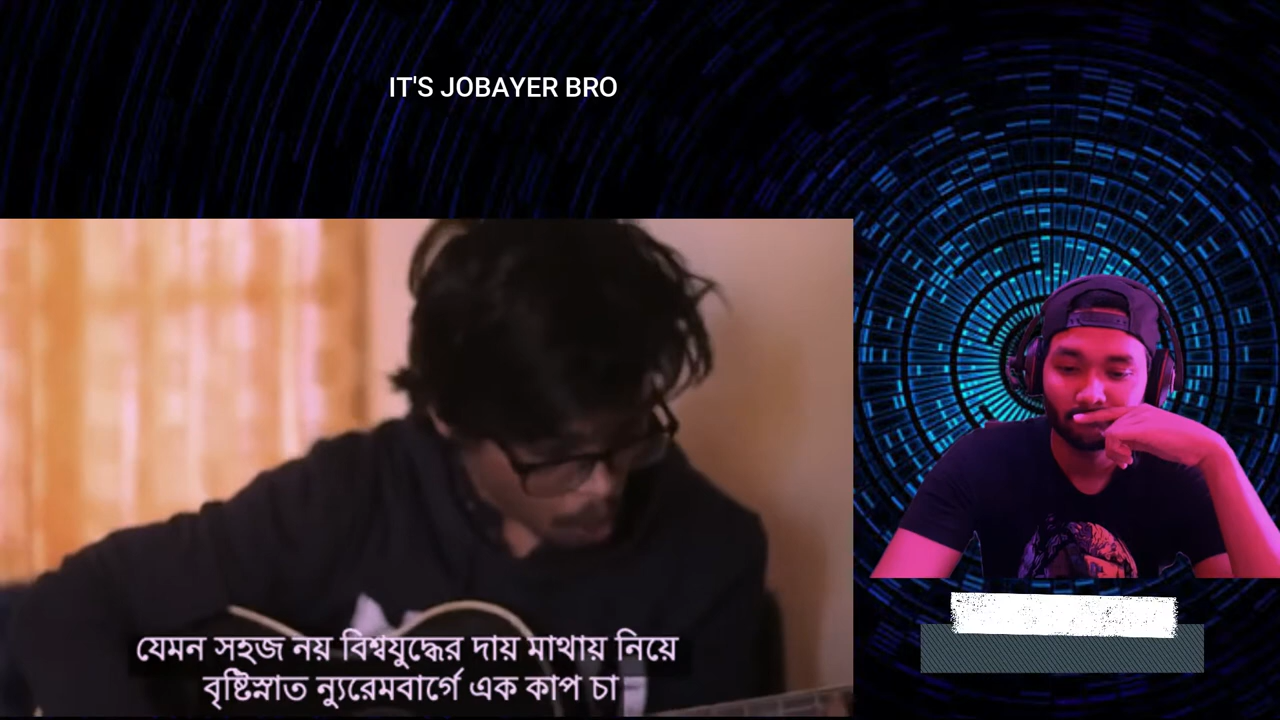 IT'S JOBAYER BRO
যেমন সহজ নয় বিশ্বযুদ্ধের দায় মাথায় নিয়ে
বৃষ্টিস্নাত ন্যুরেমবার্গে এক কাপ চা